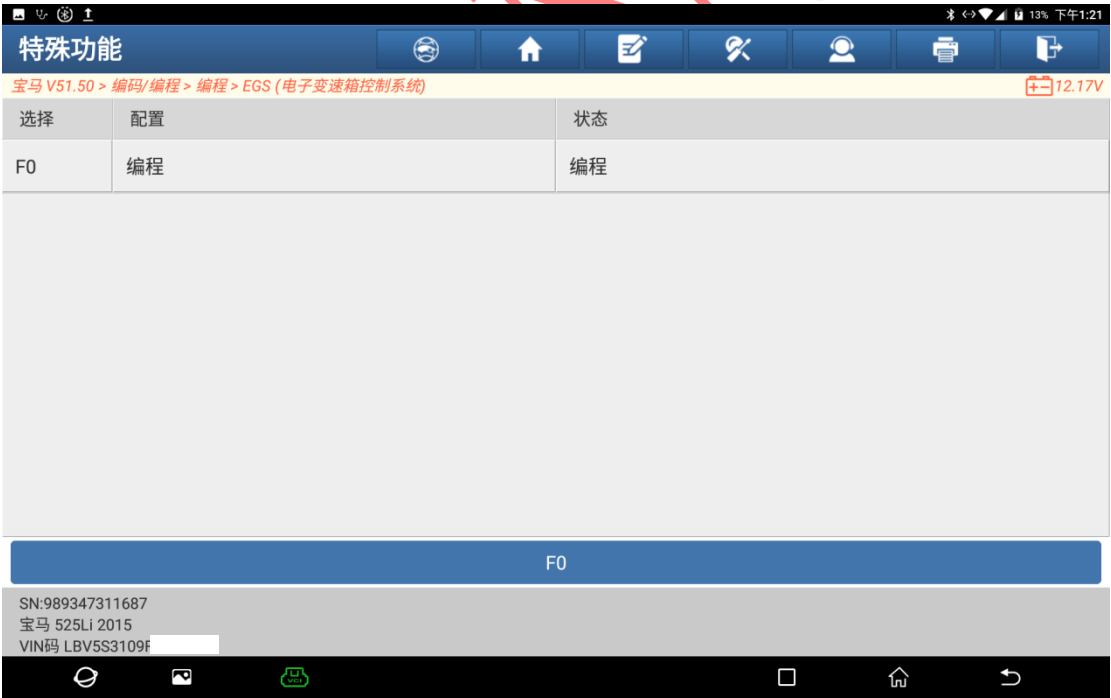 13% 下午1:21
特殊功能
宝马 V51.50 > 编码/编程 > 编程 > EGS (电子变速箱控制系统)
12.17V
选择 配置 状态
F0 编程 编程
F0
SN:989347311687
宝马 525Li 2015
VIN码 LBV5S3109F
VCI